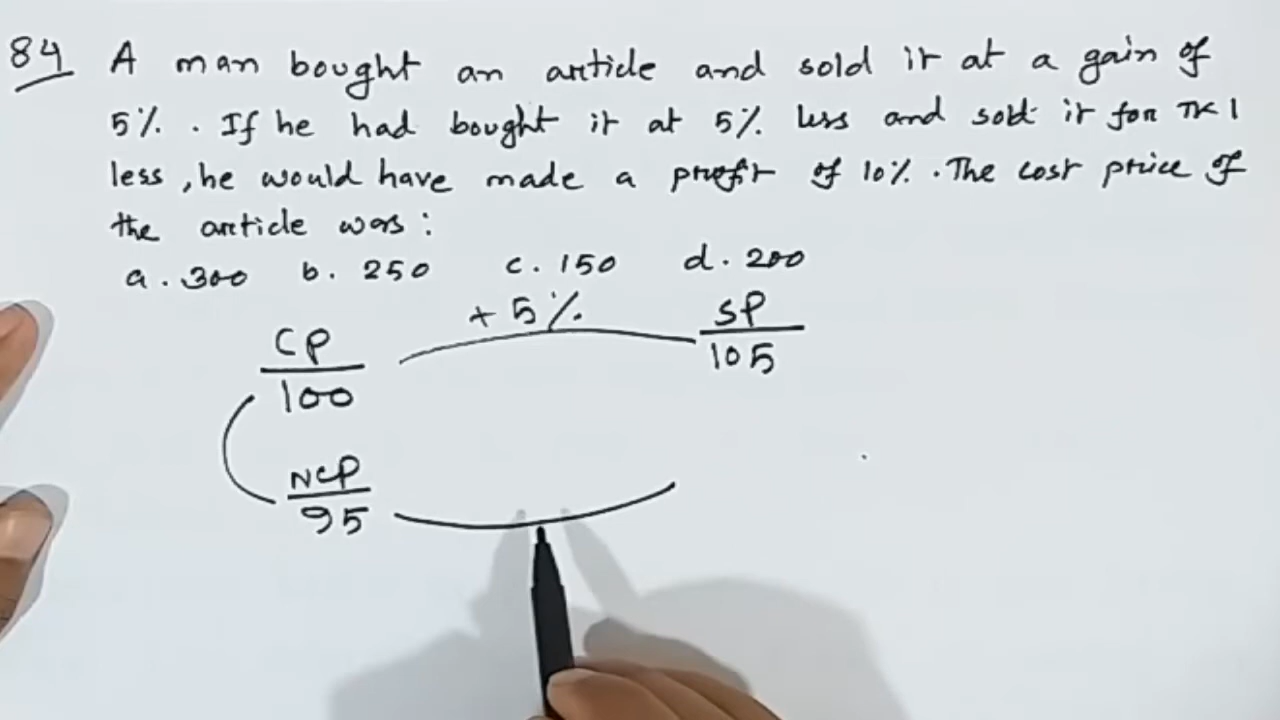 84 A man bought an article and sold it at a gain of
5%. If he had bought it at 5% less and sold it for TK 1
less, he would have made a profit of 10%. The cost price of
the article was:
a. 300 b. 250 c. 150 d. 200
+ 5%
CP SP
100 105
NCP
95